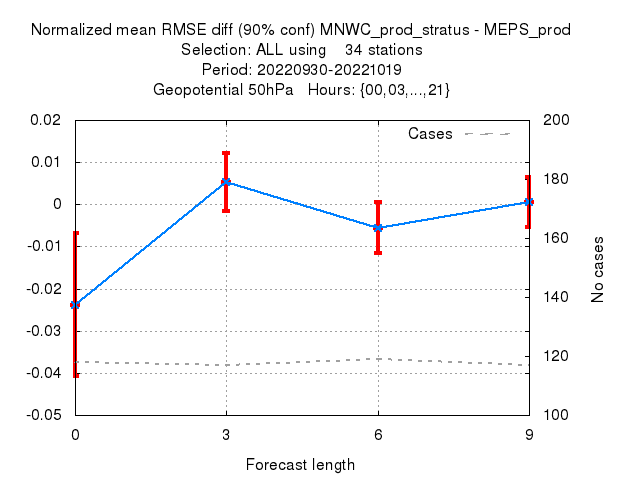 Normalized mean RMSE diff (90% conf) MNWC_prod_stratus - MEPS_prod
Selection: ALL using    34 stations
Period: 20220930-20221019
Geopotential 50hPa   Hours: {00,03,...,21}
Cases
0.02
0.01
0
-0.01
-0.02
-0.03
-0.04
-0.05
200
180
160
140
120
100
No cases
0 3 6 9
Forecast length